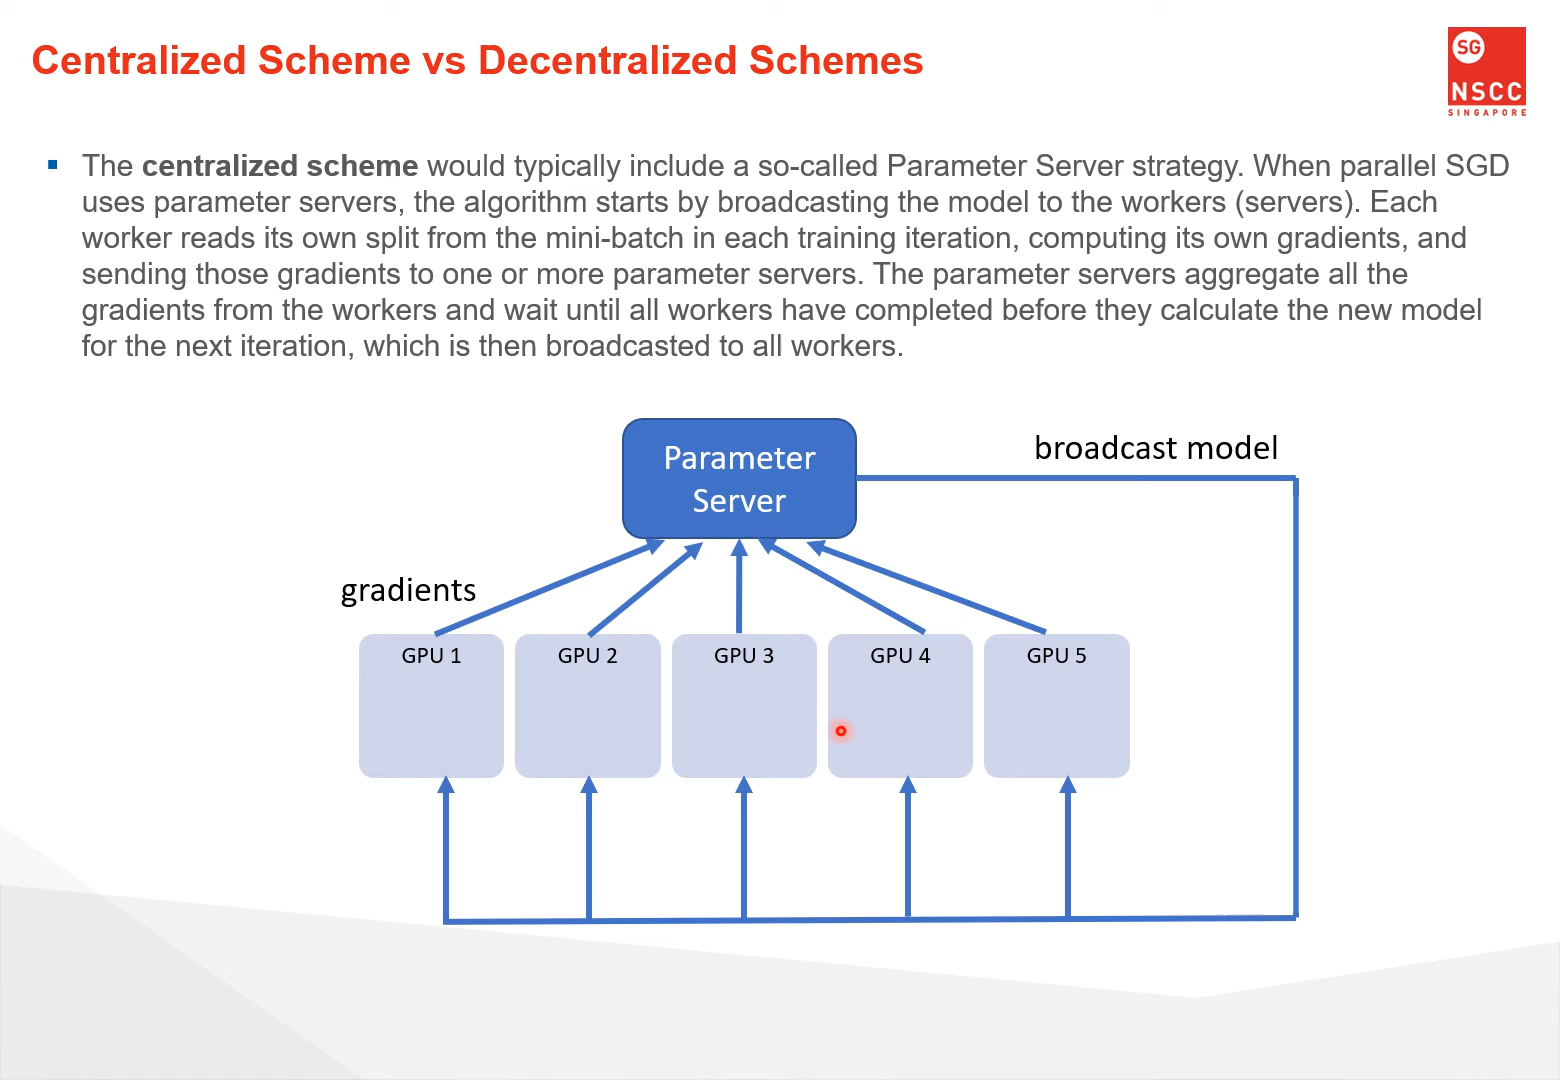 Centralized Scheme vs Decentralized Schemes
SG
NSCC
SINGAPORE
The centralized scheme would typically include a so-called Parameter Server strategy. When parallel SGD
uses parameter servers, the algorithm starts by broadcasting the model to the workers (servers). Each
worker reads its own split from the mini-batch in each training iteration, computing its own gradients, and
sending those gradients to one or more parameter servers. The parameter servers aggregate all the
gradients from the workers and wait until all workers have completed before they calculate the new model
for the next iteration, which is then broadcasted to all workers.
Parameter
Server
broadcast model
gradients
GPU 1
GPU 2
GPU 3
GPU 4
GPU 5